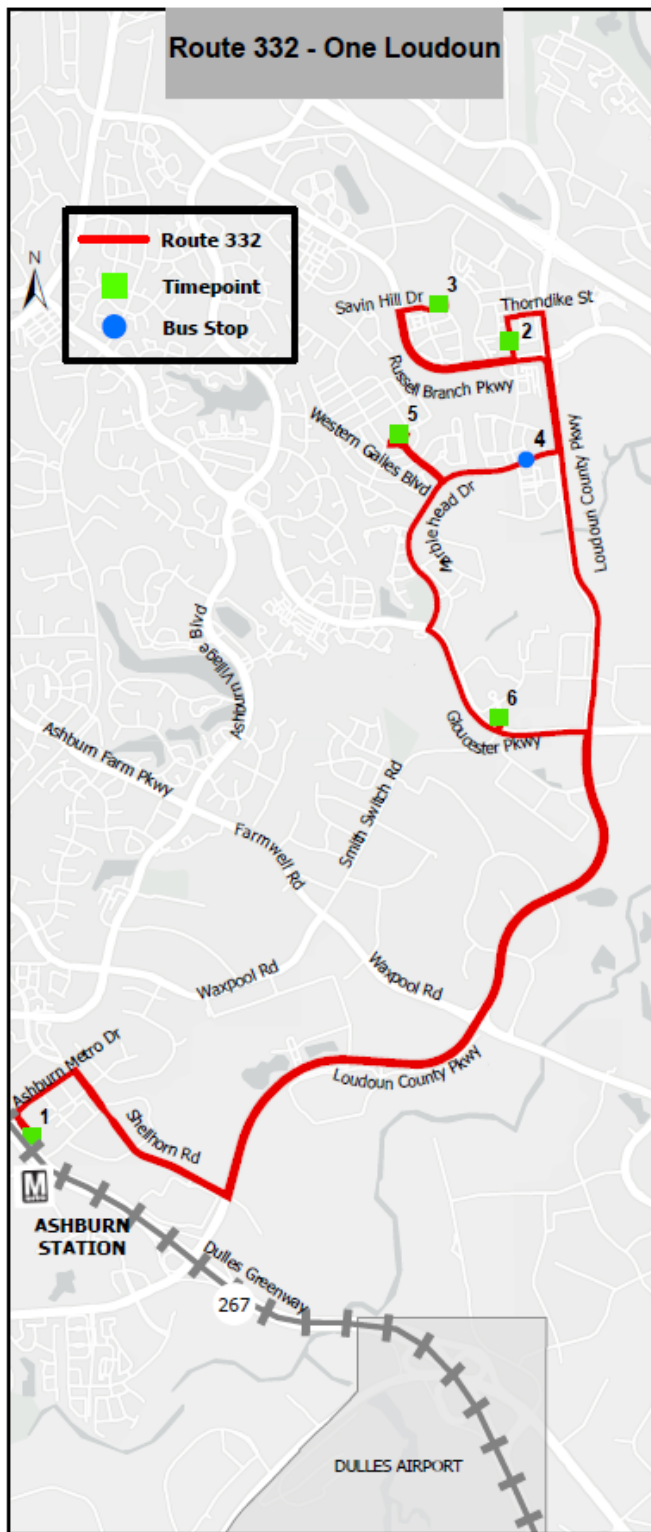 Route 332 - One Loudoun
N
Route 332
Timepoint
Bus Stop
3
Savin Hill Dr
Thorndike St
2
Russell Branch Pkwy
5
Western Gailes Blvd
4
Marblehead Dr
Loudoun County Pkwy
Ashburn Village Blvd
6
Gloucester Pkwy
Ashburn Farm Pkwy
Smith Switch Rd
Farmwell Rd
Waxpool Rd
Waxpool Rd
Ashburn Metro Dr
Loudoun County Pkwy
1
Shellhorn Rd
M
ASHBURN
STATION
Dulles Greenway
267
DULLES AIRPORT